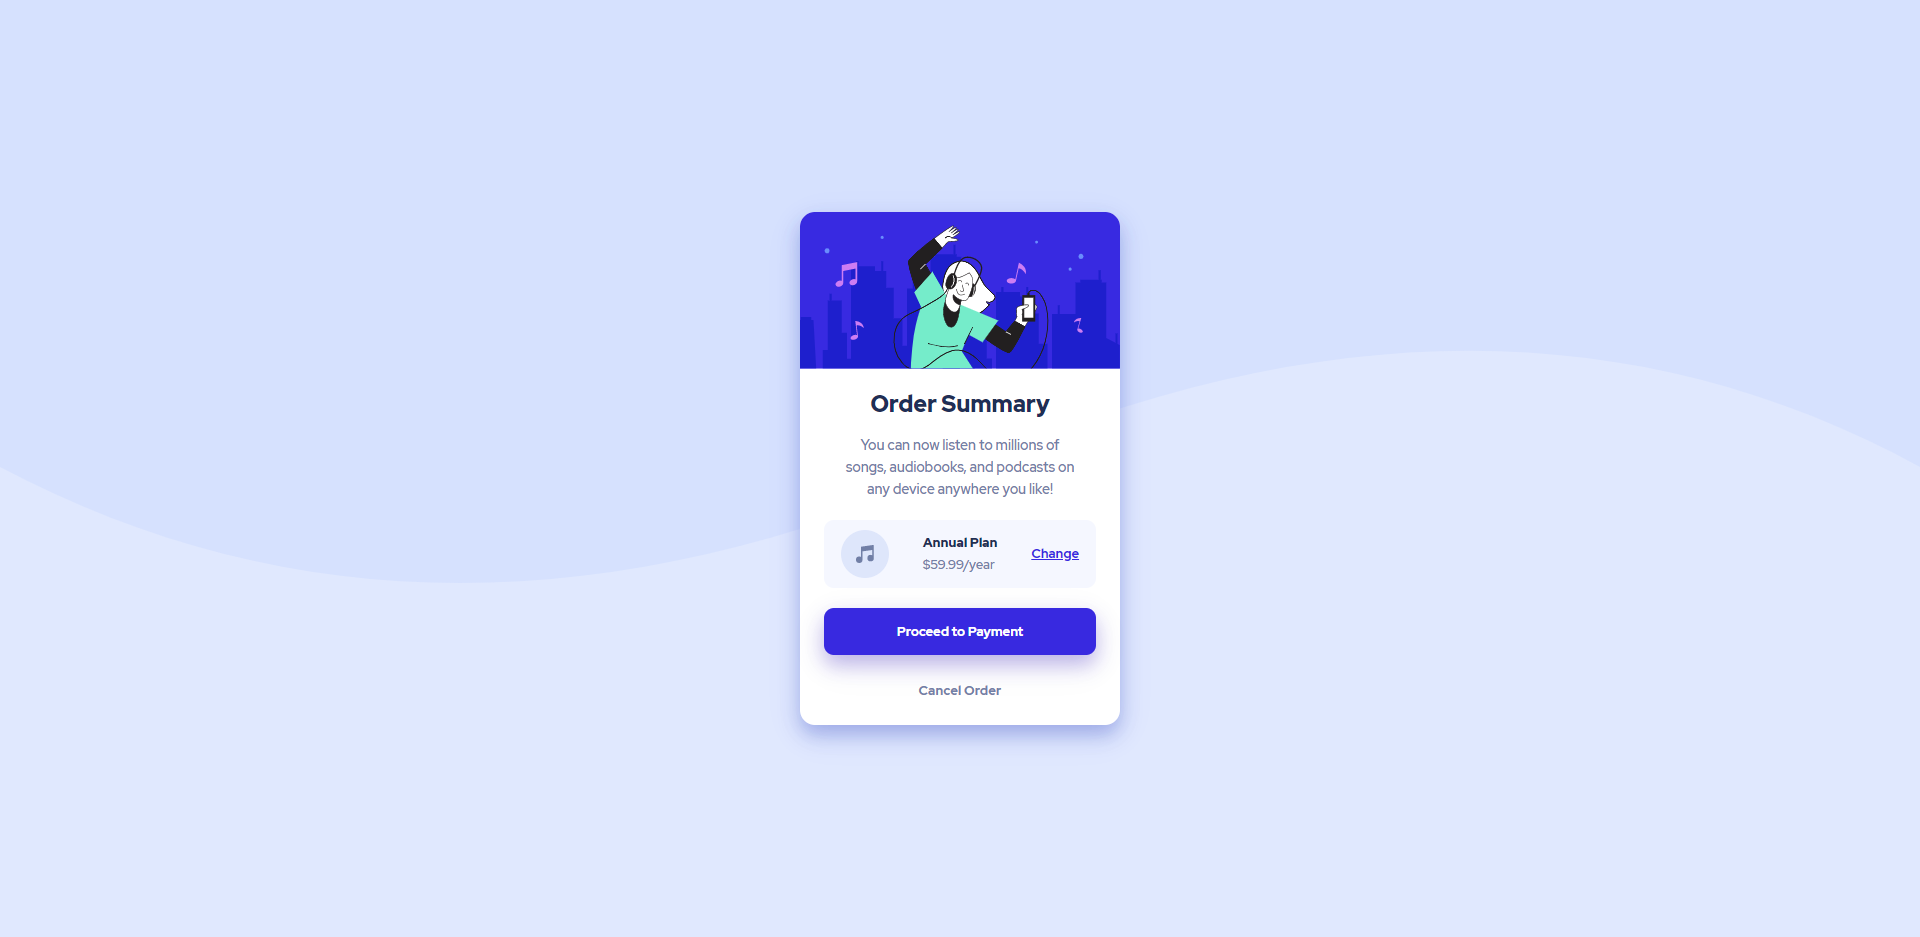 Order Summary
You can now listen to millions of
songs, audiobooks, and podcasts on
any device anywhere you like!
Annual Plan
$59.99/year
Change
Proceed to Payment
Cancel Order